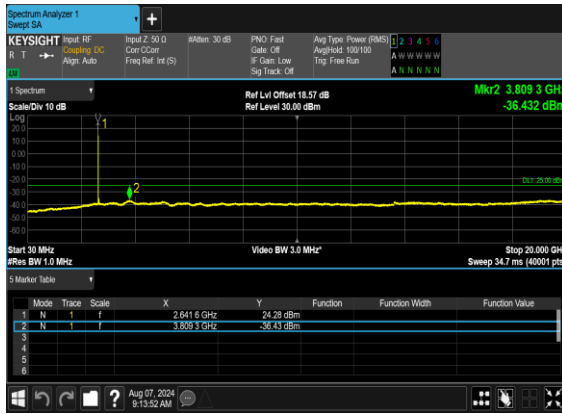 Spectrum Analyzer 1
Swept SA
+
KEYSIGHT Input: RF Input Z: 50 Ω #Atten: 30 dB PNO: Fast Avg Type: Power (RMS) 1 2 3 4 5 6
R T Coupling: DC Corr CCorr Gate: Off Avg|Hold: 100/100 A W W W W W
Align: Auto Freq Ref: Int (S) IF Gain: Low Trig: Free Run
Sig Track: Off A N N N N N
1 Spectrum
Ref Lvl Offset 18.57 dB Mkr2 3.809 3 GHz
Scale/Div 10 dB Ref Level 30.00 dBm -36.432 dBm
Log
20.0
10.0
0.00
-10.0
-20.0
-30.0
-40.0
-50.0
-60.0
1
2
DL1 -25.00 dBm
Start 30 MHz Video BW 3.0 MHz* Stop 20.000 GHz
#Res BW 1.0 MHz Sweep 34.7 ms (40001 pts)
5 Marker Table
Mode Trace Scale X Y Function Function Width Function Value
1 N 1 f 2.641 6 GHz 24.28 dBm
2 N 1 f 3.809 3 GHz -36.43 dBm
3
4
5
6
? Aug 07, 2024
9:13:52 AM